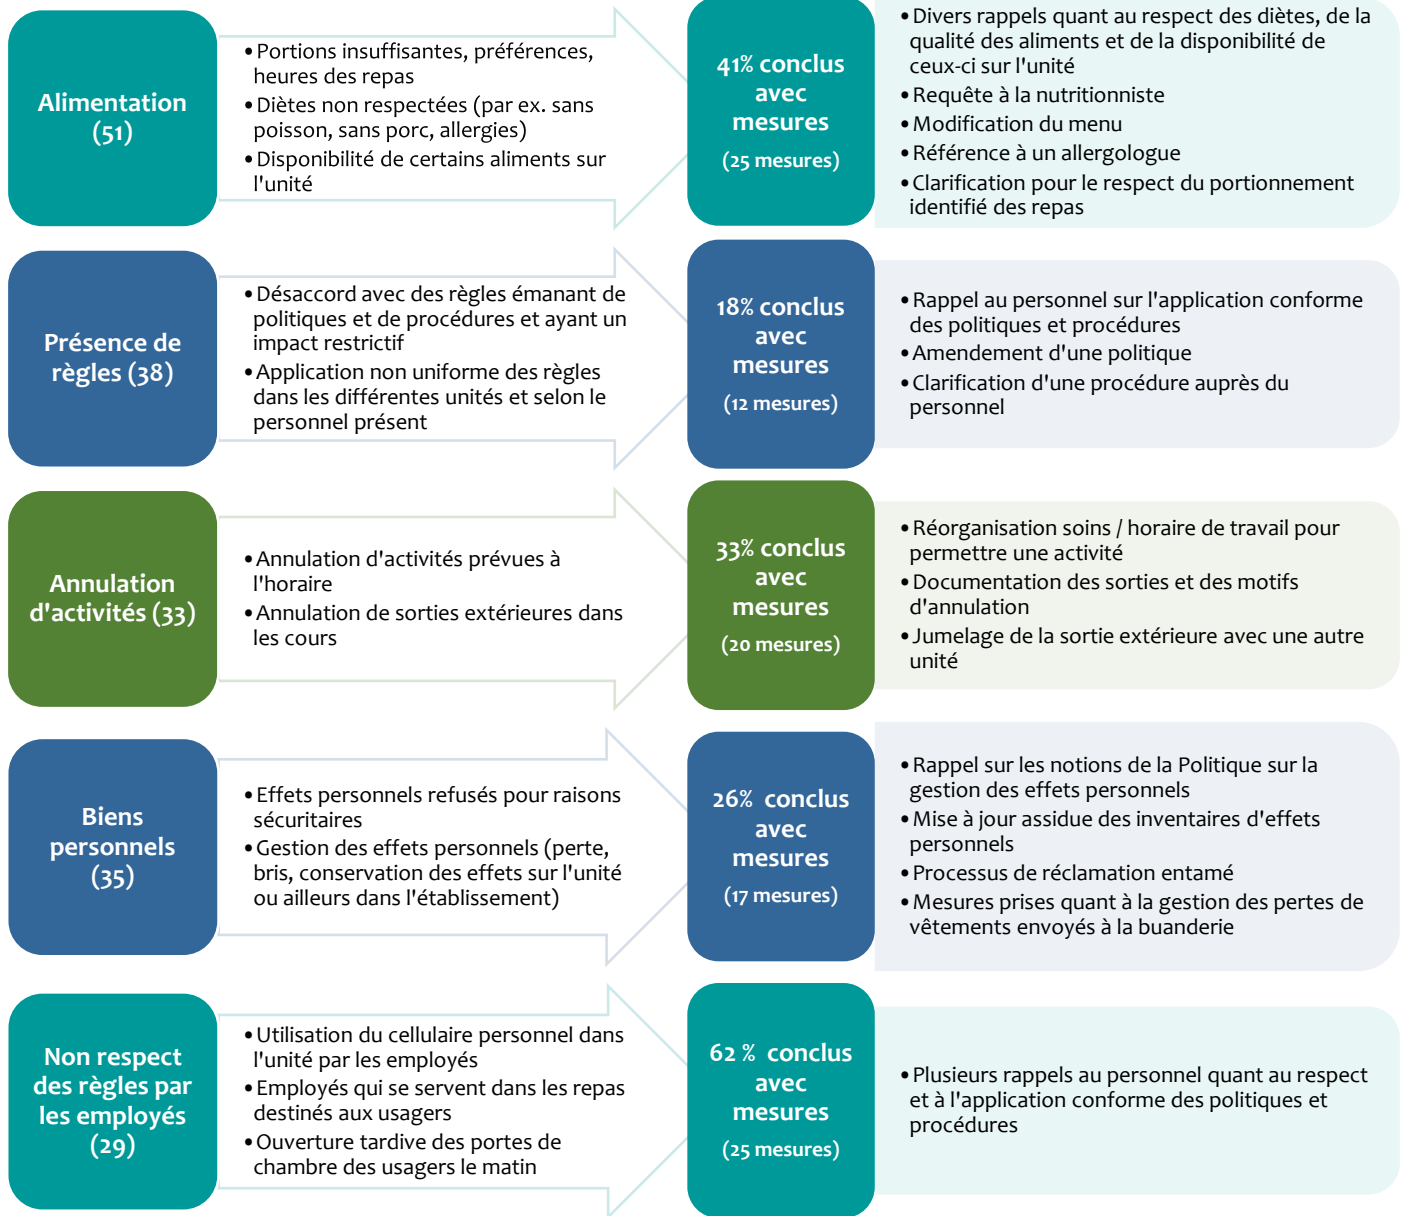 Alimentation
(51)
•Portions insuffisantes, préférences,
heures des repas
•Diètes non respectées (par ex. sans
poisson, sans porc, allergies)
•Disponibilité de certains aliments sur
l'unité
41% conclus
avec
mesures
(25 mesures)
•Divers rappels quant au respect des diètes, de la
qualité des aliments et de la disponibilité de
ceux-ci sur l'unité
•Requête à la nutritionniste
•Modification du menu
•Référence à un allergologue
•Clarification pour le respect du portionnement
identifié des repas
Présence de
règles (38)
•Désaccord avec des règles émanant de
politiques et de procédures et ayant un
impact restrictif
•Application non uniforme des règles
dans les différentes unités et selon le
personnel présent
18% conclus
avec
mesures
(12 mesures)
•Rappel au personnel sur l'application conforme
des politiques et procédures
•Amendement d'une politique
•Clarification d'une procédure auprès du
personnel
Annulation
d'activités (33)
•Annulation d'activités prévues à
l'horaire
•Annulation de sorties extérieures dans
les cours
33% conclus
avec
mesures
(20 mesures)
•Réorganisation soins / horaire de travail pour
permettre une activité
•Documentation des sorties et des motifs
d'annulation
•Jumelage de la sortie extérieure avec une autre
unité
Biens
personnels
(35)
•Effets personnels refusés pour raisons
sécuritaires
•Gestion des effets personnels (perte,
bris, conservation des effets sur l'unité
ou ailleurs dans l'établissement)
26% conclus
avec
mesures
(17 mesures)
•Rappel sur les notions de la Politique sur la
gestion des effets personnels
•Mise à jour assidue des inventaires d'effets
personnels
•Processus de réclamation entamé
•Mesures prises quant à la gestion des pertes de
vêtements envoyés à la buanderie
Non respect
des règles par
les employés
(29)
•Utilisation du cellulaire personnel dans
l'unité par les employés
•Employés qui se servent dans les repas
destinés aux usagers
•Ouverture tardive des portes de
chambre des usagers le matin
62 % conclus
avec
mesures
(25 mesures)
•Plusieurs rappels au personnel quant au respect
et à l'application conforme des politiques et
procédures